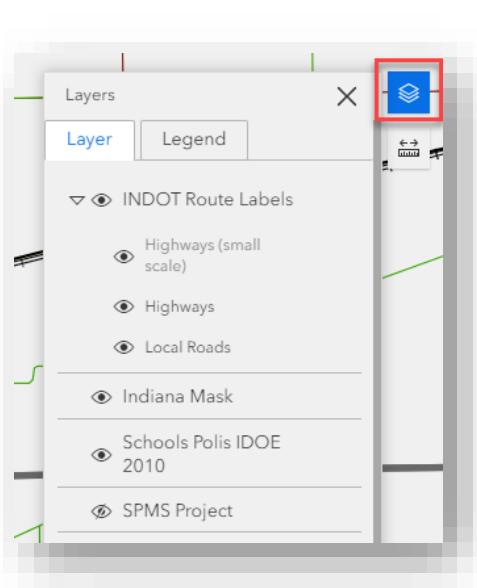 Layers
Layer Legend
INDOT Route Labels
Highways (small
scale)
Highways
Local Roads
Indiana Mask
Schools Polis IDOE
2010
SPMS Project